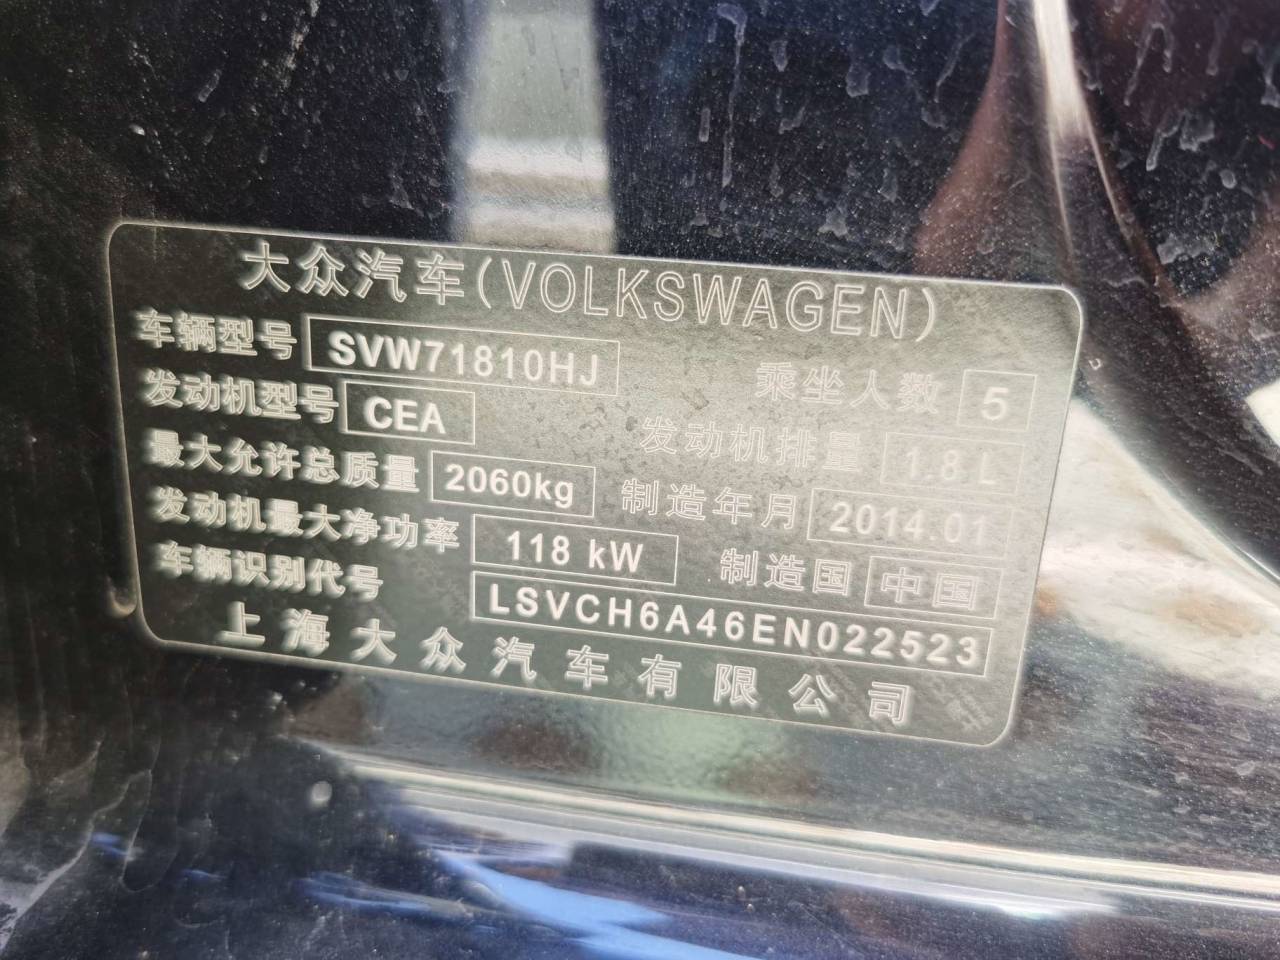 大众汽车(VOLKSWAGEN)
车辆型号 SVW71810HJ 乘坐人数 5
发动机型号 CEA 发动机排量 1.8 L
最大允许总质量 2060kg 制造年月 2014.01
发动机最大净功率 118 kW 制造国 中国
车辆识别代号 LSVCH6A46EN022523
上海大众汽车有限公司